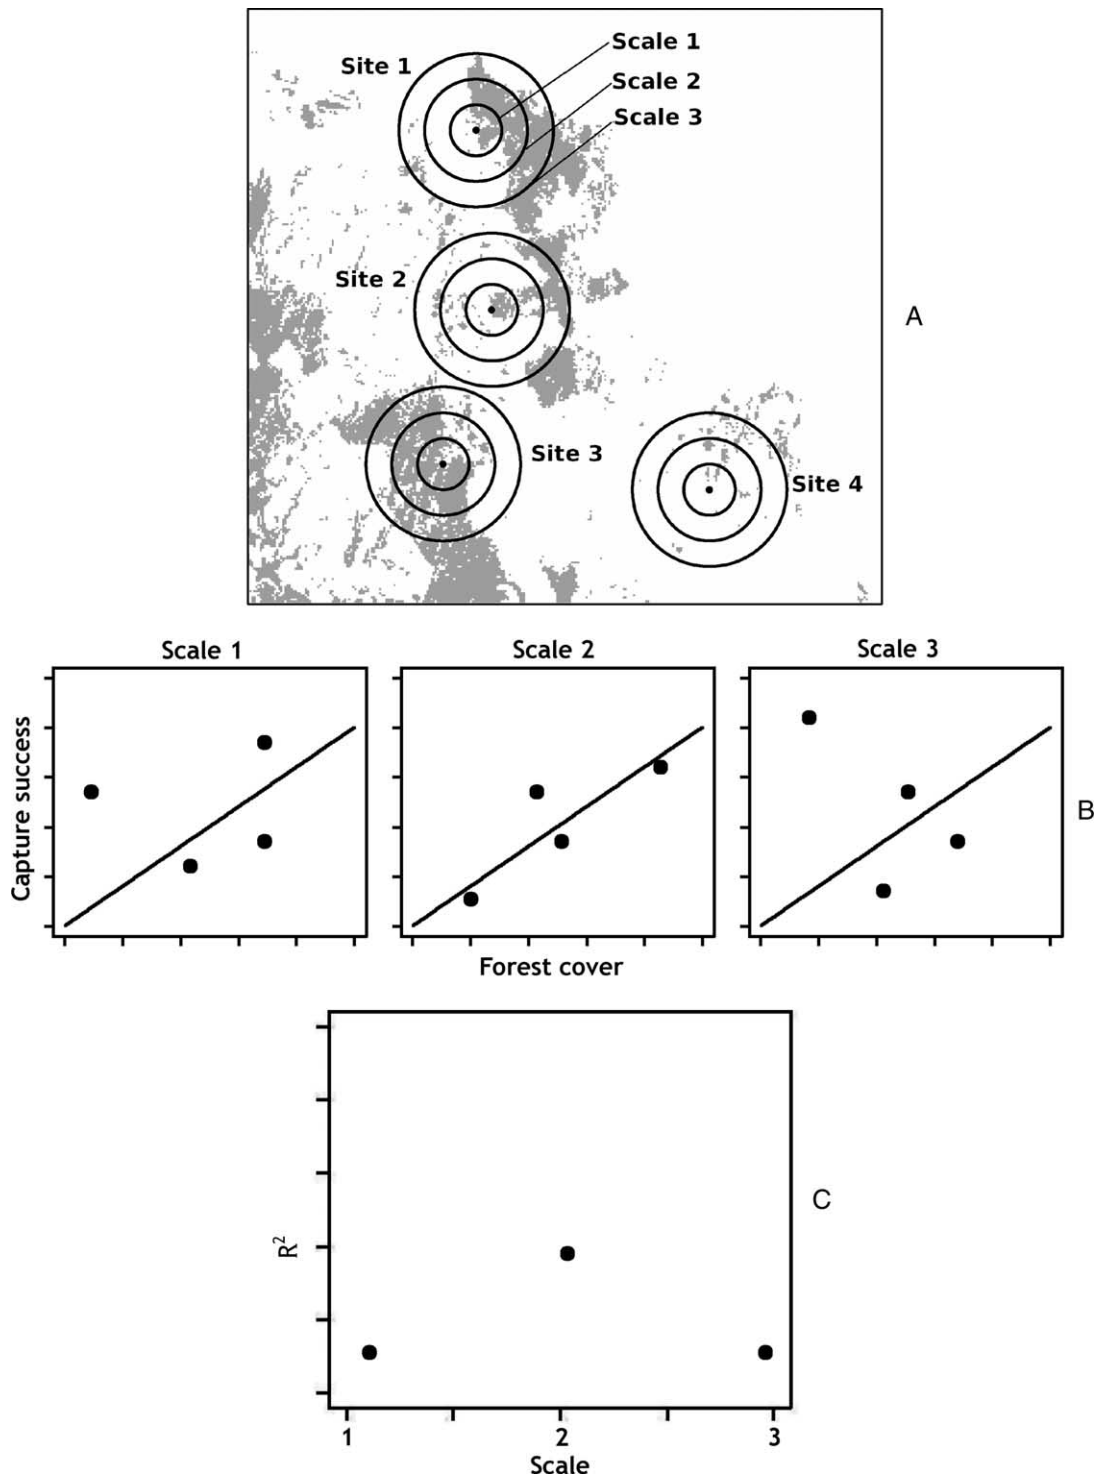 Site 1
Scale 1
Scale 2
Scale 3
Site 2
A
Site 3
Site 4
Scale 1
Scale 2
Scale 3
Capture success
B
Forest cover
R²
C
1 2 3
Scale